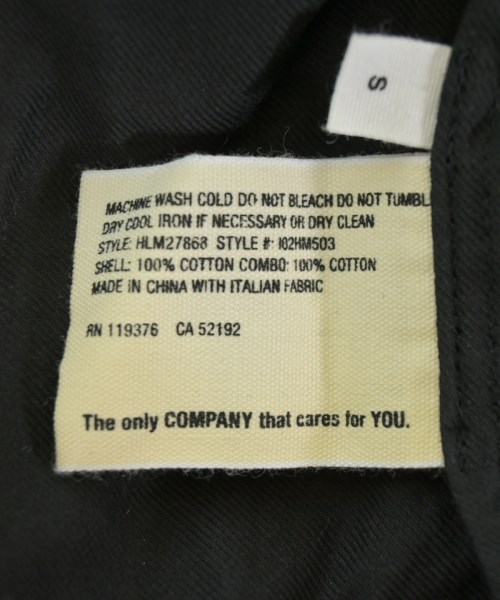 S
MACHINE WASH COLD DO NOT BLEACH DO NOT TUMBL
DRY COOL IRON IF NECESSARY OR DRY CLEAN
STYLE: HLM27868 STYLE #: I02HM503
SHELL: 100% COTTON COMBO: 100% COTTON
MADE IN CHINA WITH ITALIAN FABRIC
RN 119376 CA 52192
The only COMPANY that cares for YOU.